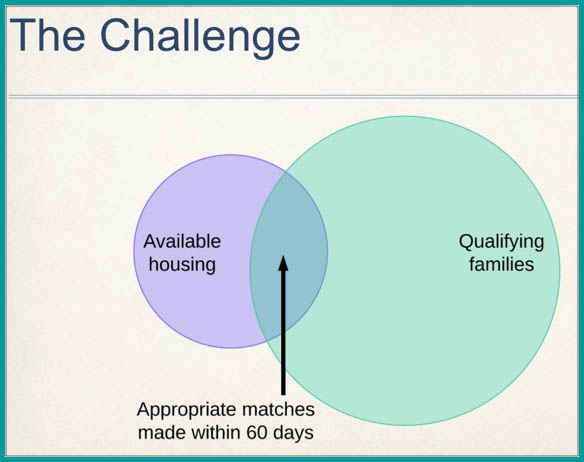 The Challenge
Available
housing
Qualifying
families
Appropriate matches
made within 60 days